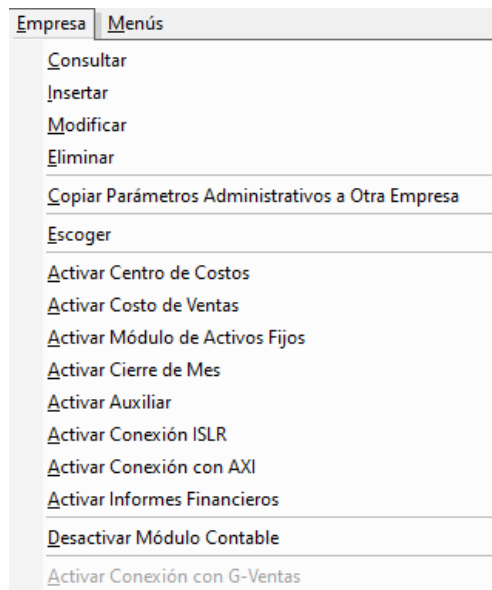 Empresa Menús
Consultar
Insertar
Modificar
Eliminar
Copiar Parámetros Administrativos a Otra Empresa
Escoger
Activar Centro de Costos
Activar Costo de Ventas
Activar Módulo de Activos Fijos
Activar Cierre de Mes
Activar Auxiliar
Activar Conexión ISLR
Activar Conexión con AXI
Activar Informes Financieros
Desactivar Módulo Contable
Activar Conexión con G-Ventas